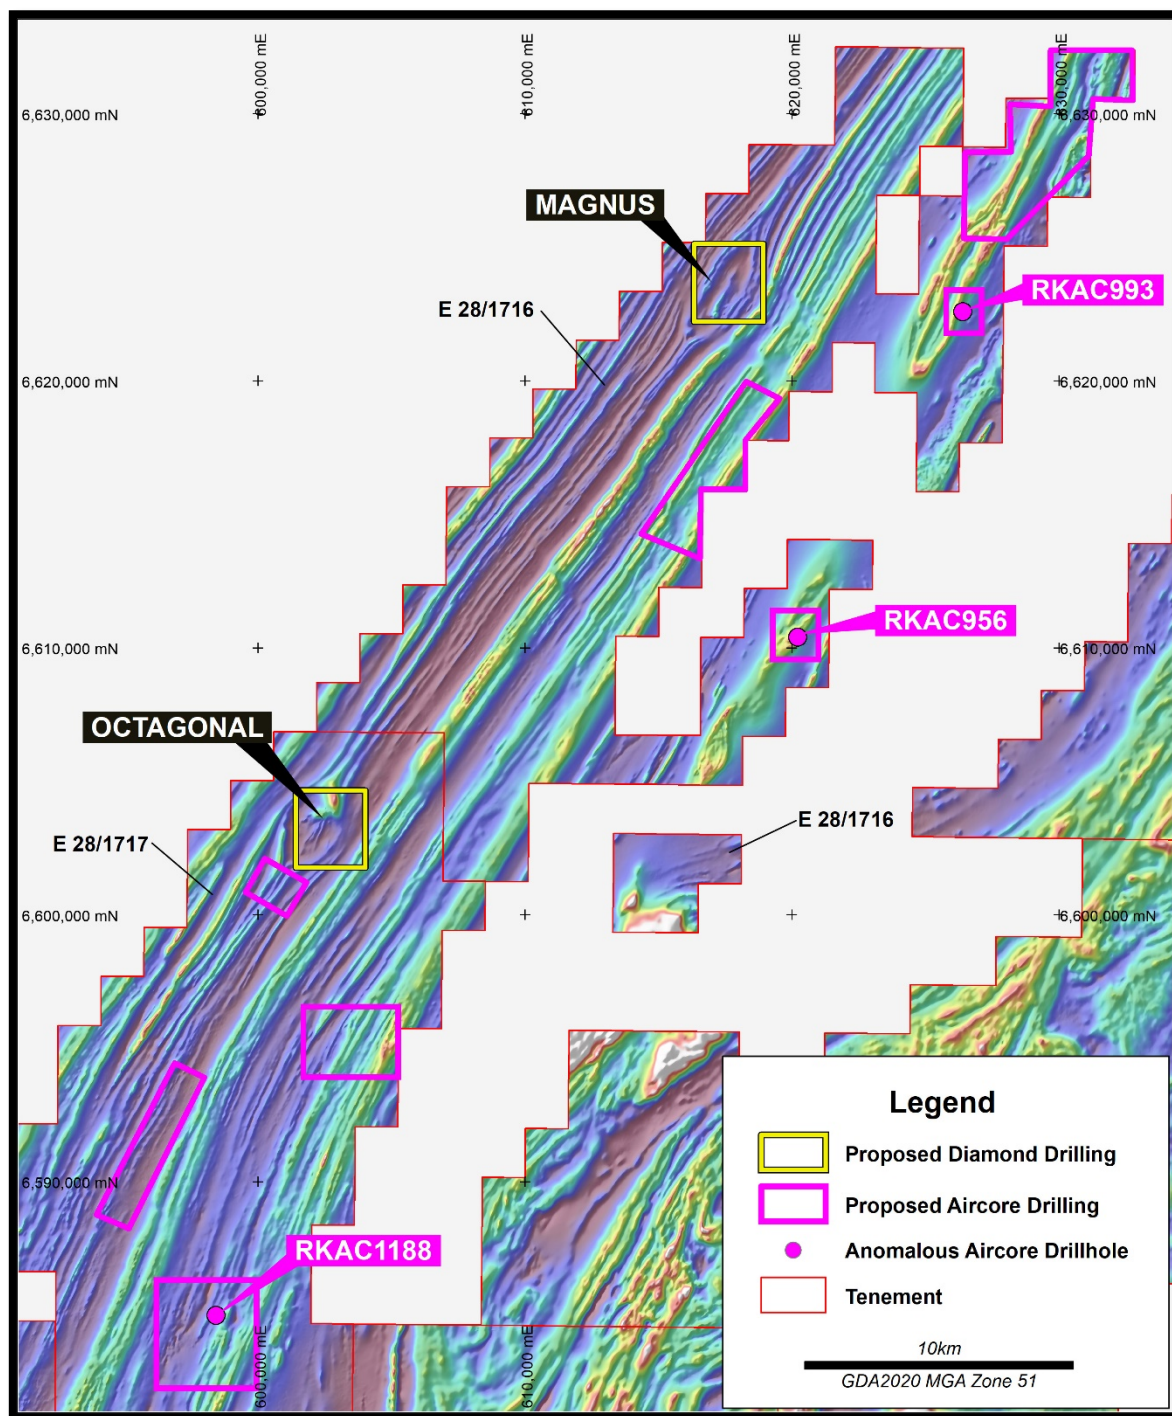 600,000 mE
610,000 mE
620,000 mE
630,000 mE
6,630,000 mN
6,630,000 mN
MAGNUS
RKAC993
E 28/1716
6,620,000 mN
6,620,000 mN
RKAC956
6,610,000 mN
6,610,000 mN
OCTAGONAL
E 28/1716
E 28/1717
6,600,000 mN
6,600,000 mN
6,590,000 mN
RKAC1188
600,000 mE
610,000 mE
Legend
Proposed Diamond Drilling
Proposed Aircore Drilling
Anomalous Aircore Drillhole
Tenement
10km
GDA2020 MGA Zone 51